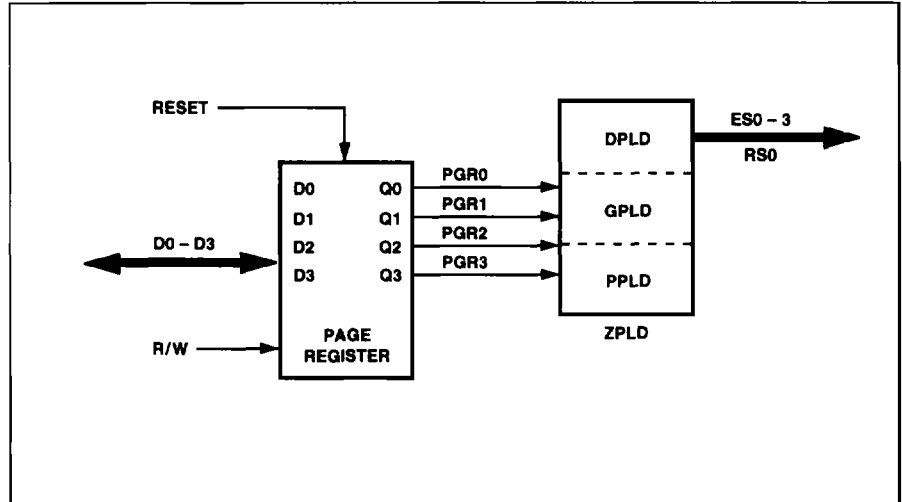 RESET
D0 – D3
R/W
D0 Q0
D1 Q1
D2 Q2
D3 Q3
PAGE
REGISTER
PGR0
PGR1
PGR2
PGR3
DPLD
GPLD
PPLD
ZPLD
ES0 – 3
RS0